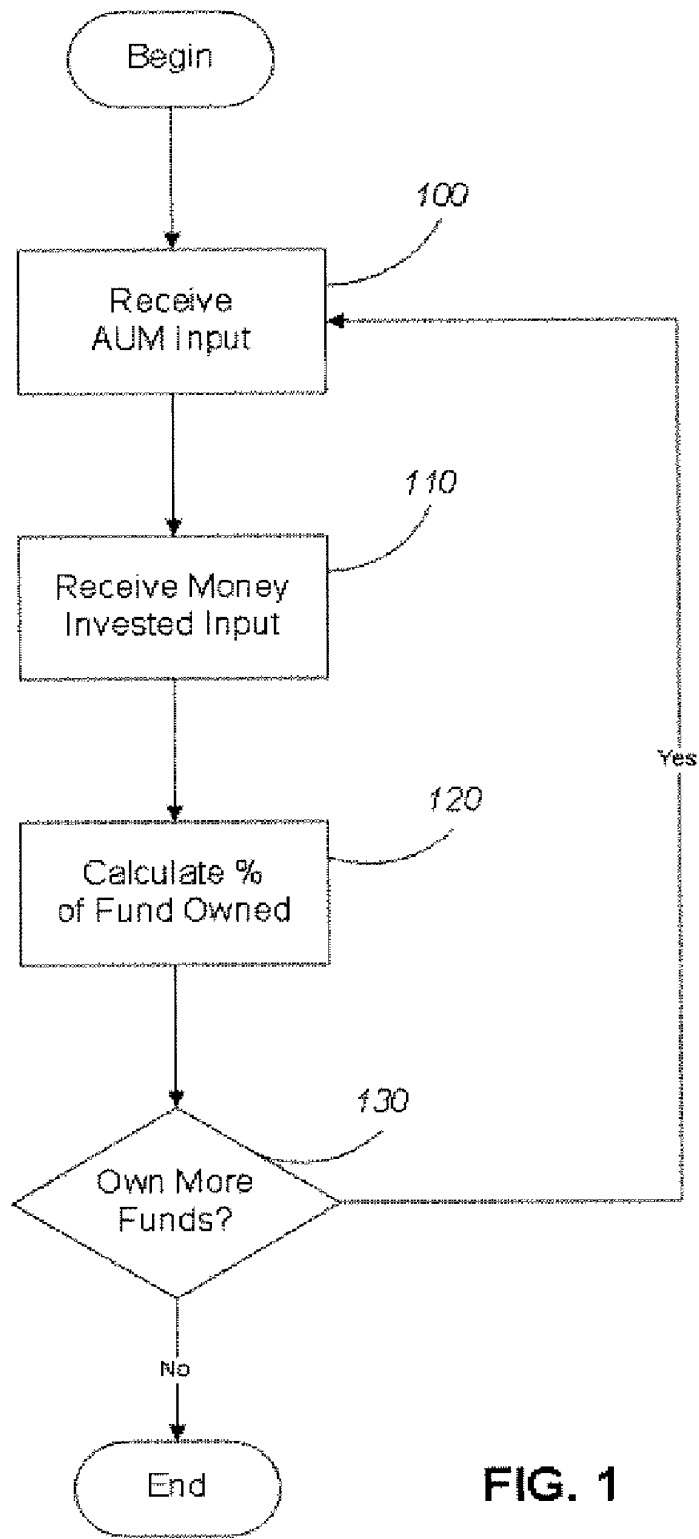 Begin
100
Receive
AUM Input
110
Receive Money
Invested Input
Yes
120
Calculate %
of Fund Owned
130
Own More
Funds?
No
End
FIG. 1